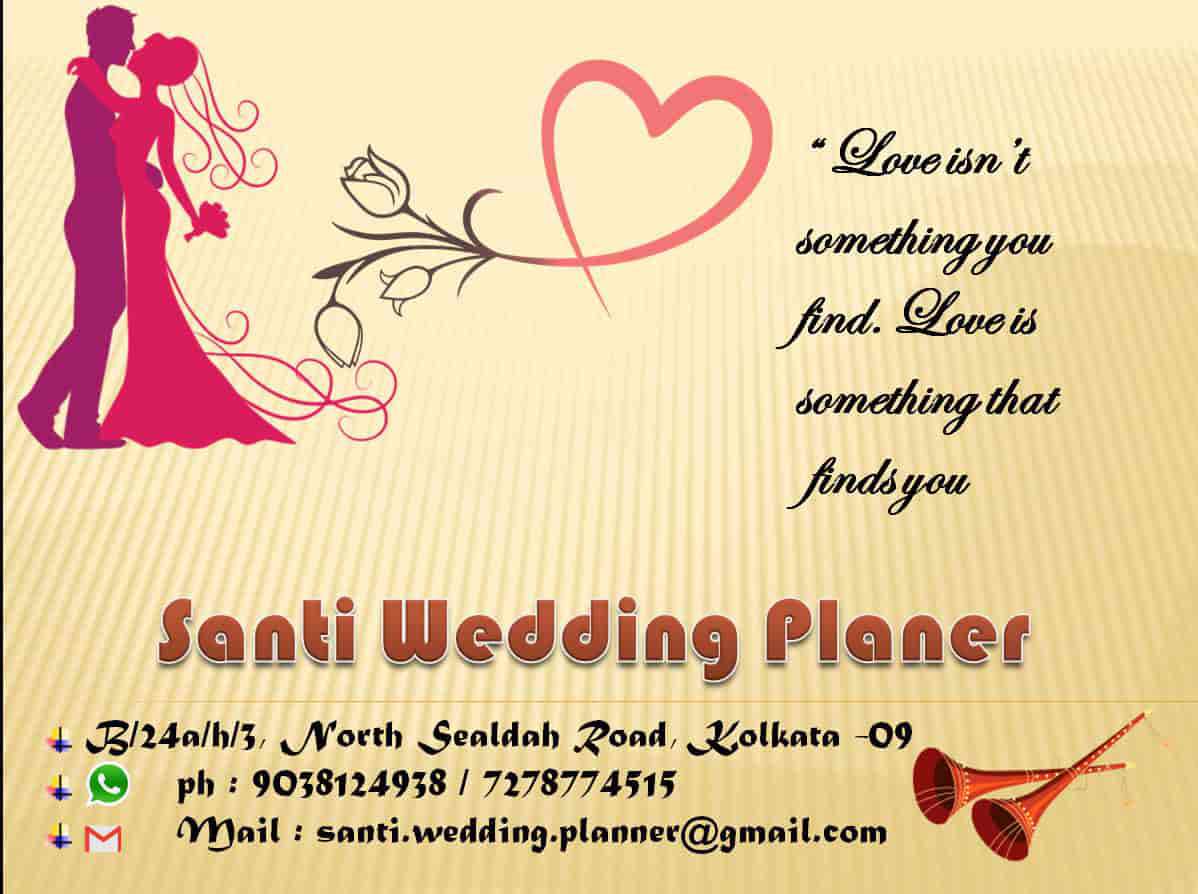 “ Love isn’t
something you
find. Love is
something that
finds you
Santi Wedding Planer
B/24a/h/3, North Sealdah Road, Kolkata -09
ph : 9038124938 / 7278774515
Mail : santi.wedding.planner@gmail.com